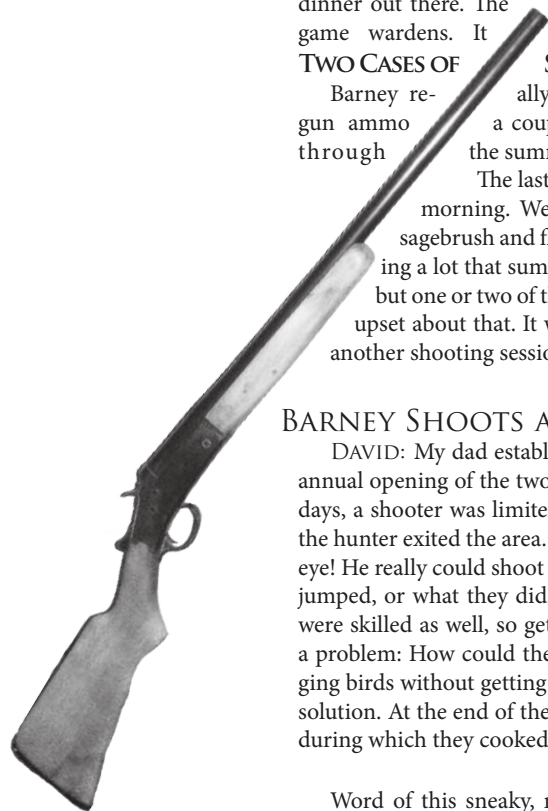 dinner out there. The
game wardens. It
TWO CASES OF S
Barney re- ally
gun ammo a coup
through the summ
The last
morning. We
sagebrush and fl
ing a lot that sum
but one or two of t
upset about that. It w
another shooting sessio
BARNEY SHOOTS A
DAVID: My dad establ
annual opening of the two
days, a shooter was limite
the hunter exited the area.
eye! He really could shoot
jumped, or what they did
were skilled as well, so get
a problem: How could the
ging birds without getting
solution. At the end of the
during which they cooked
Word of this sneaky, r